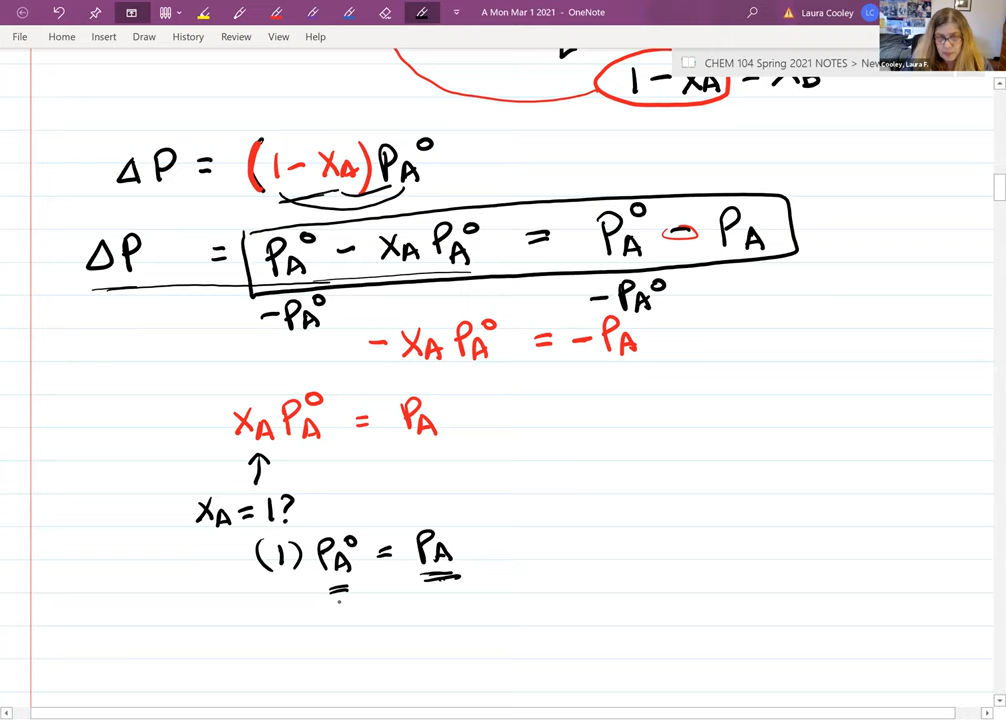 A Mon Mar 1 2021 - OneNote
Laura Cooley
LC
File Home Insert Draw History Review View Help
Cooley, Laura F.
CHEM 104 Spring 2021 NOTES >
1 - XA = XB
ΔP = (1 - XA) PA°
ΔP = PA° - XA PA° = PA° - PA
-PA° -PA°
- XA PA° = - PA
XA PA° = PA
↑
XA = 1?
(1) PA° = PA